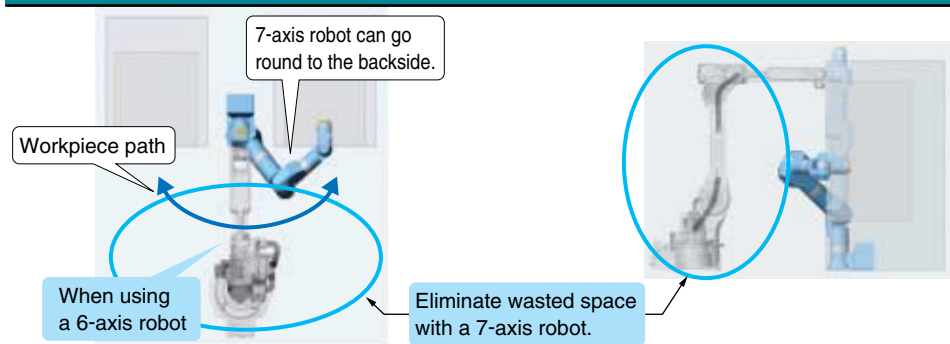 7-axis robot can go
round to the backside.
Workpiece path
When using
a 6-axis robot
Eliminate wasted space
with a 7-axis robot.